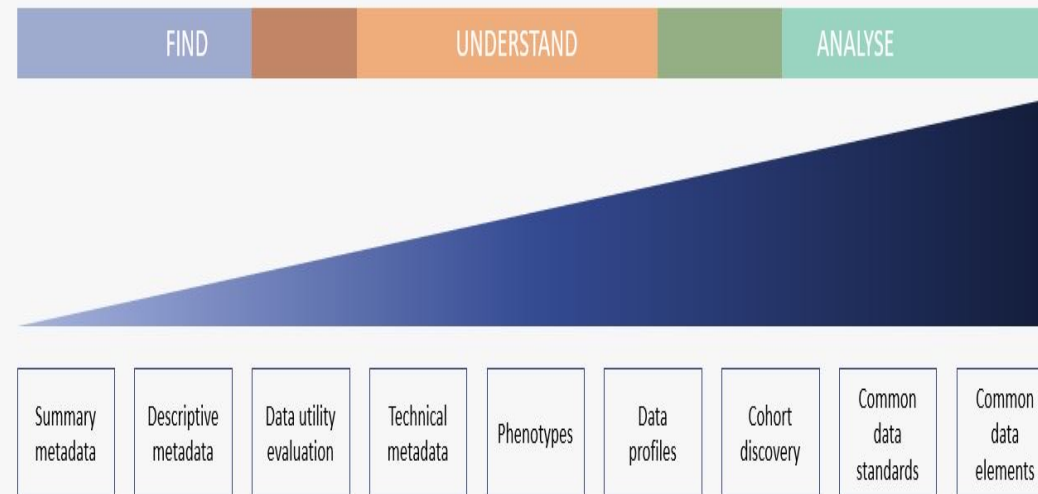 FIND UNDERSTAND ANALYSE
Summary
metadata
Descriptive
metadata
Data utility
evaluation
Technical
metadata
Phenotypes
Data
profiles
Cohort
discovery
Common
data
standards
Common
data
elements